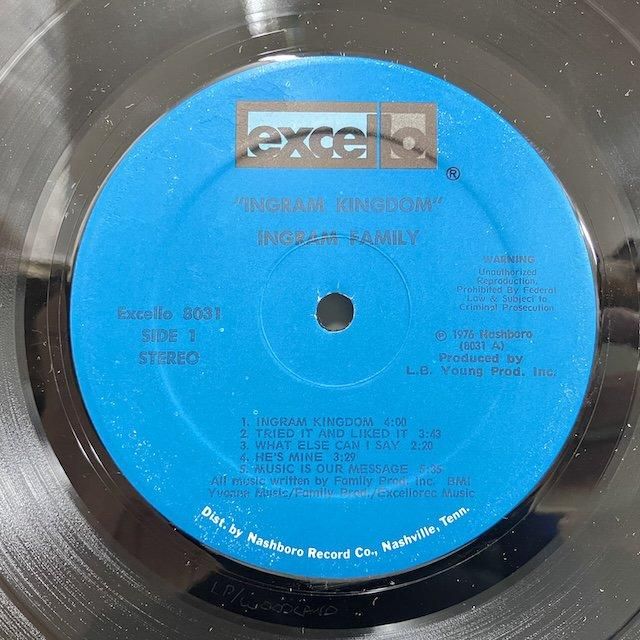 excello
®
"INGRAM KINGDOM"
INGRAM FAMILY
WARNING
Unauthorized
Reproduction,
Prohibited By Federal
Law & Subject to
Criminal Prosecution
Excello 8031
SIDE 1
STEREO
℗ 1976 Nashboro
(8031 A)
Produced by
L.B. Young Prod. Inc.
1. INGRAM KINGDOM 4:00
2. TRIED IT AND LIKED IT 3:43
3. WHAT ELSE CAN I SAY 2:20
4. HE'S MINE 3:29
5. MUSIC IS OUR MESSAGE 5:35
All music written by Family Prod. Inc. BMI
Yvonne Music/Family Prod./Excellorec Music
Dist. by Nashboro Record Co., Nashville, Tenn.
LP/WOODLAND